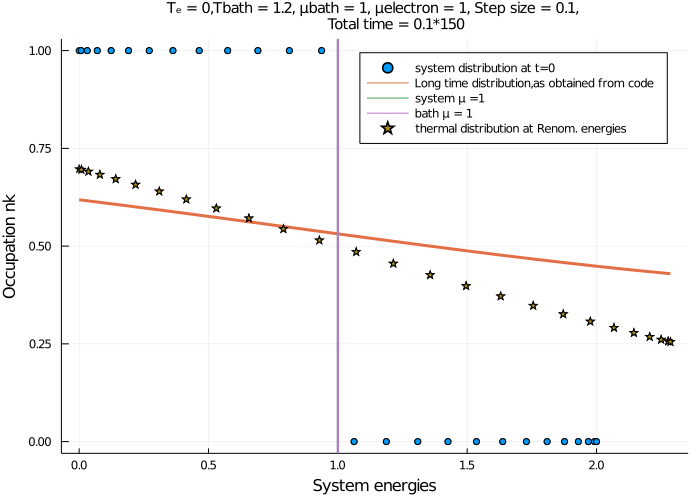 Tₑ = 0,Tbath = 1.2, μbath = 1, μelectron = 1, Step size = 0.1,
Total time = 0.1*150
system distribution at t=0
Long time distribution,as obtained from code
system μ =1
bath μ = 1
thermal distribution at Renom. energies
Occupation nk
1.00
0.75
0.50
0.25
0.00
0.0 0.5 1.0 1.5 2.0
System energies